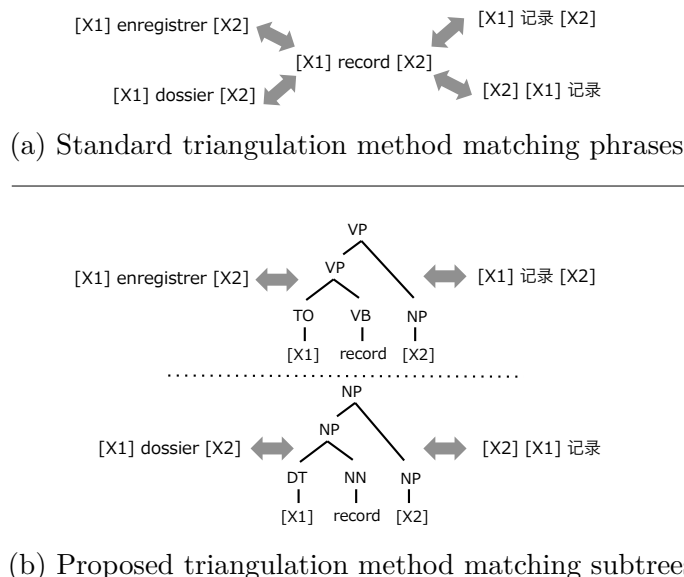 [X1] enregistrer [X2]
[X1] 记录 [X2]
[X1] record [X2]
[X1] dossier [X2]
[X2] [X1] 记录
(a) Standard triangulation method matching phrases
VP
VP
[X1] enregistrer [X2]
[X1] 记录 [X2]
TO VB NP
[X1] record [X2]
NP
NP
[X1] dossier [X2]
[X2] [X1] 记录
DT NN NP
[X1] record [X2]
(b) Proposed triangulation method matching subtrees